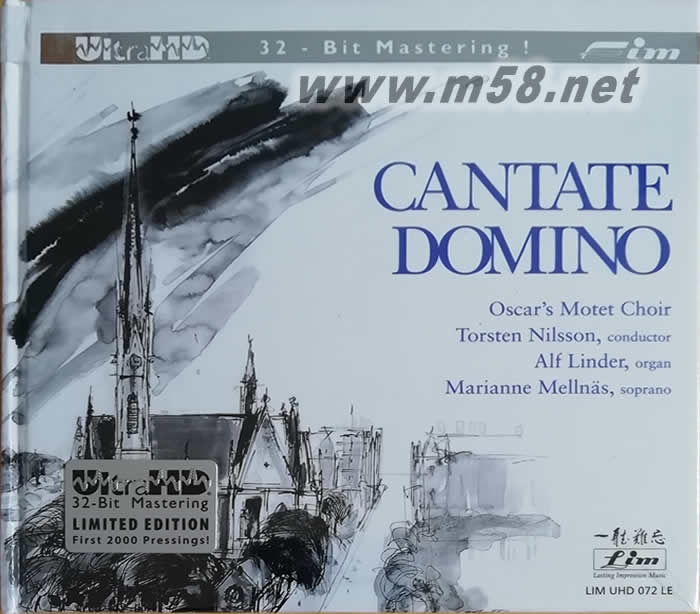 UltraHD 32-Bit Mastering! Fim
www.m58.net
CANTATE
DOMINO
Oscar's Motet Choir
Torsten Nilsson, conductor
Alf Linder, organ
Marianne Mellnäs, soprano
UltraHD
32-Bit Mastering
LIMITED EDITION
First 2000 Pressings!
一聽難忘
Lim
Lasting Impression Music
LIM UHD 072 LE